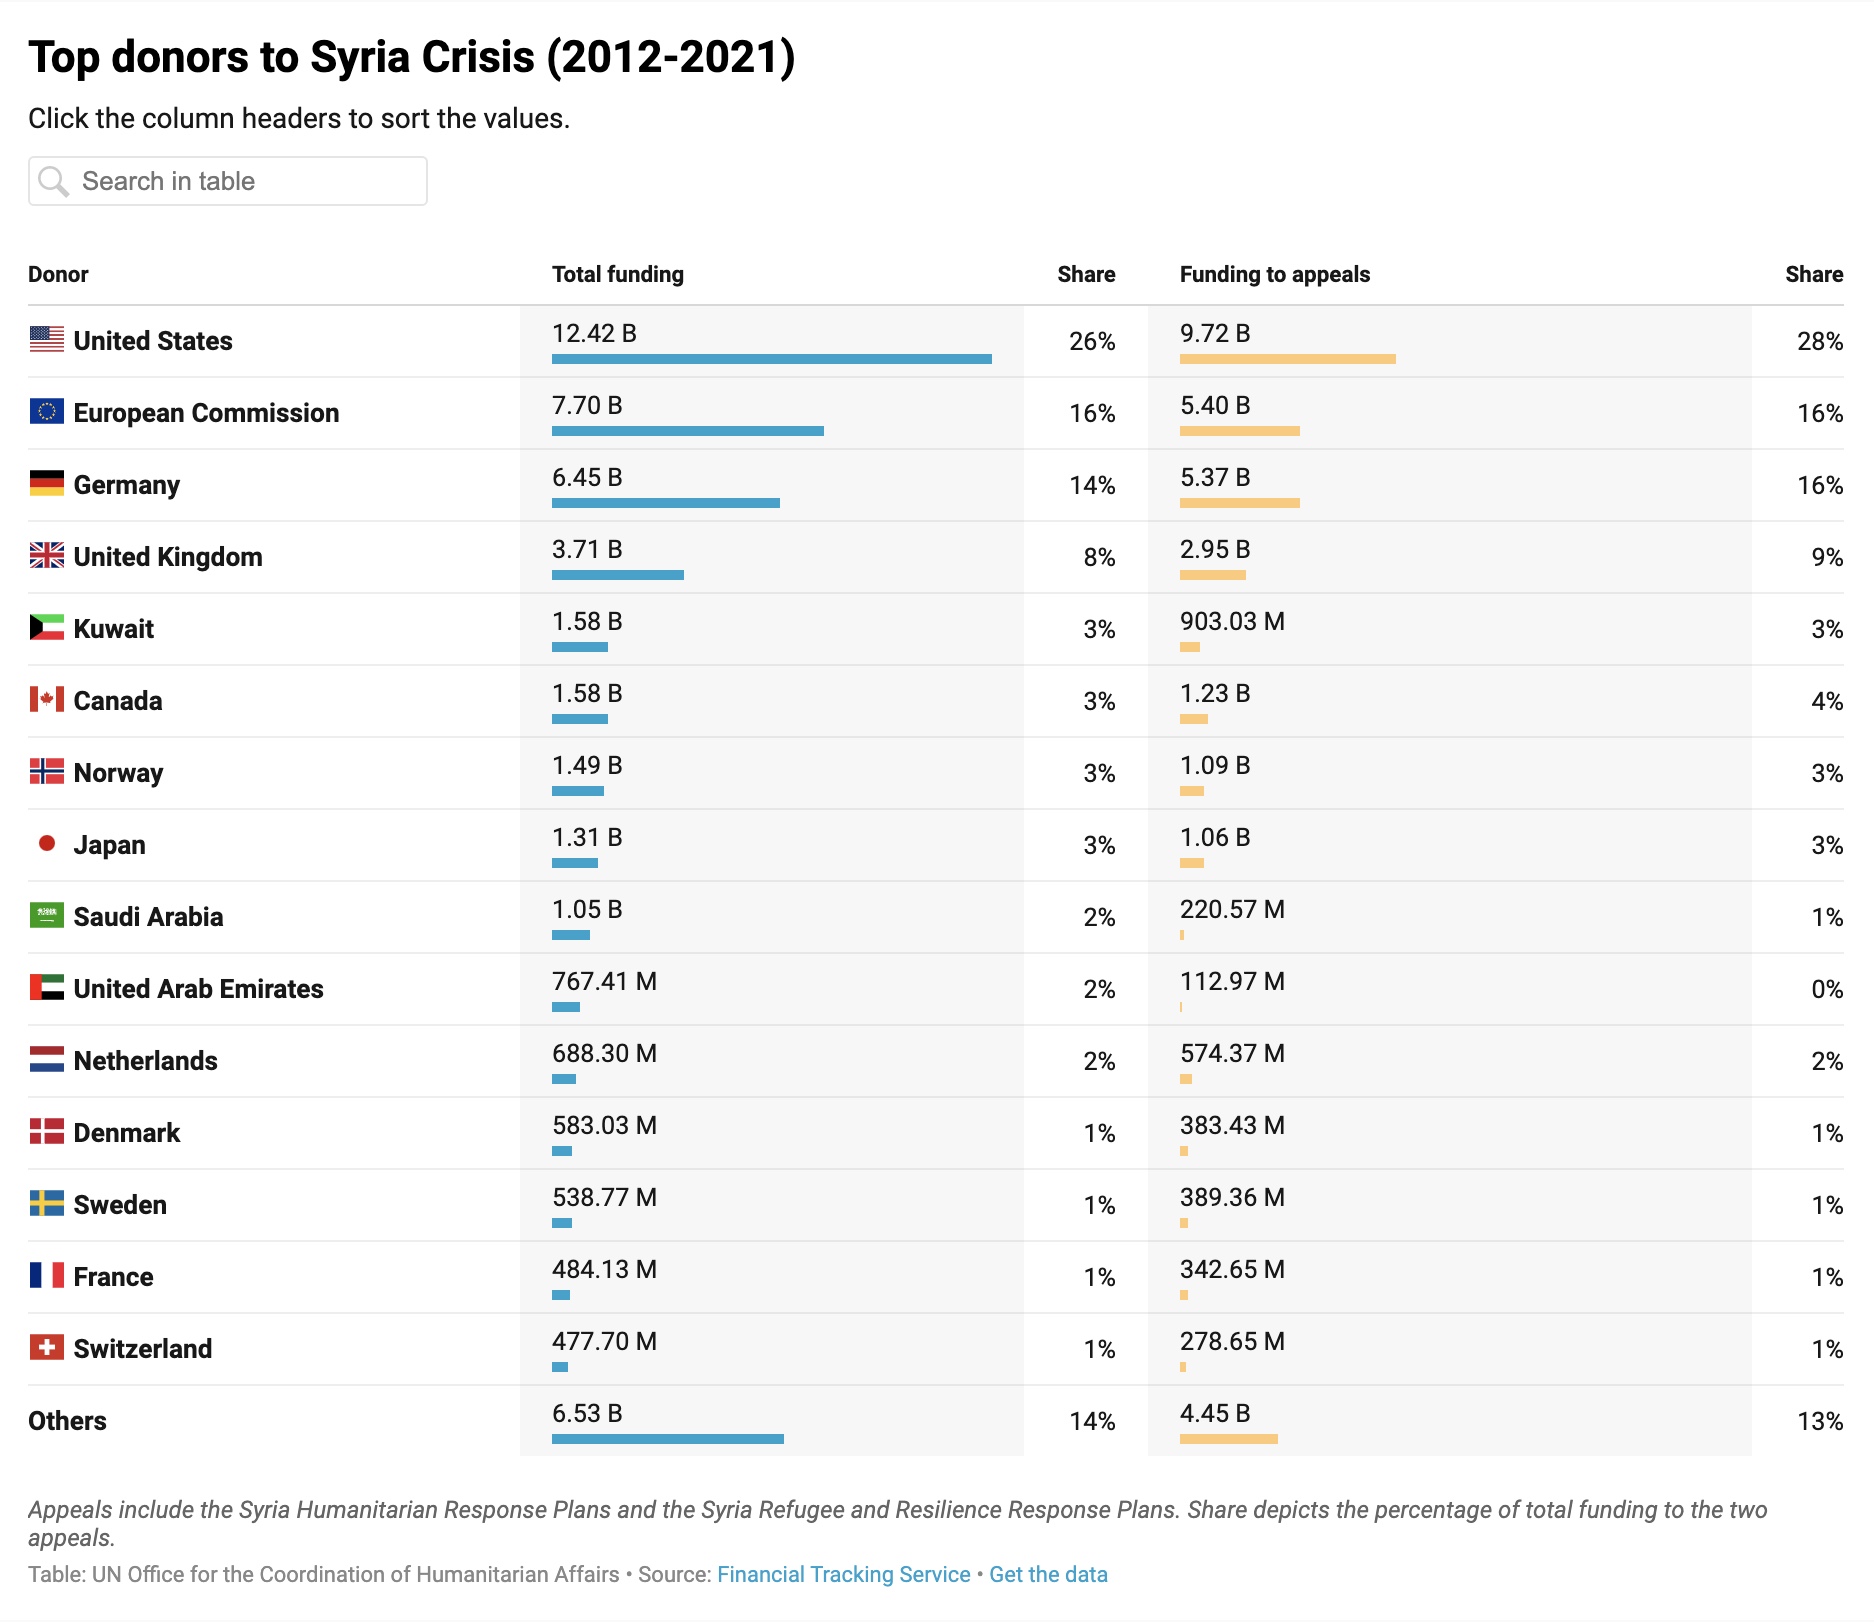 Top donors to Syria Crisis (2012-2021)
Click the column headers to sort the values.
Search in table
Donor Total funding Share Funding to appeals Share
United States 12.42 B 26% 9.72 B 28%
European Commission 7.70 B 16% 5.40 B 16%
Germany 6.45 B 14% 5.37 B 16%
United Kingdom 3.71 B 8% 2.95 B 9%
Kuwait 1.58 B 3% 903.03 M 3%
Canada 1.58 B 3% 1.23 B 4%
Norway 1.49 B 3% 1.09 B 3%
Japan 1.31 B 3% 1.06 B 3%
Saudi Arabia 1.05 B 2% 220.57 M 1%
United Arab Emirates 767.41 M 2% 112.97 M 0%
Netherlands 688.30 M 2% 574.37 M 2%
Denmark 583.03 M 1% 383.43 M 1%
Sweden 538.77 M 1% 389.36 M 1%
France 484.13 M 1% 342.65 M 1%
Switzerland 477.70 M 1% 278.65 M 1%
Others 6.53 B 14% 4.45 B 13%
Appeals include the Syria Humanitarian Response Plans and the Syria Refugee and Resilience Response Plans. Share depicts the percentage of total funding to the two
appeals.
Table: UN Office for the Coordination of Humanitarian Affairs • Source: Financial Tracking Service • Get the data